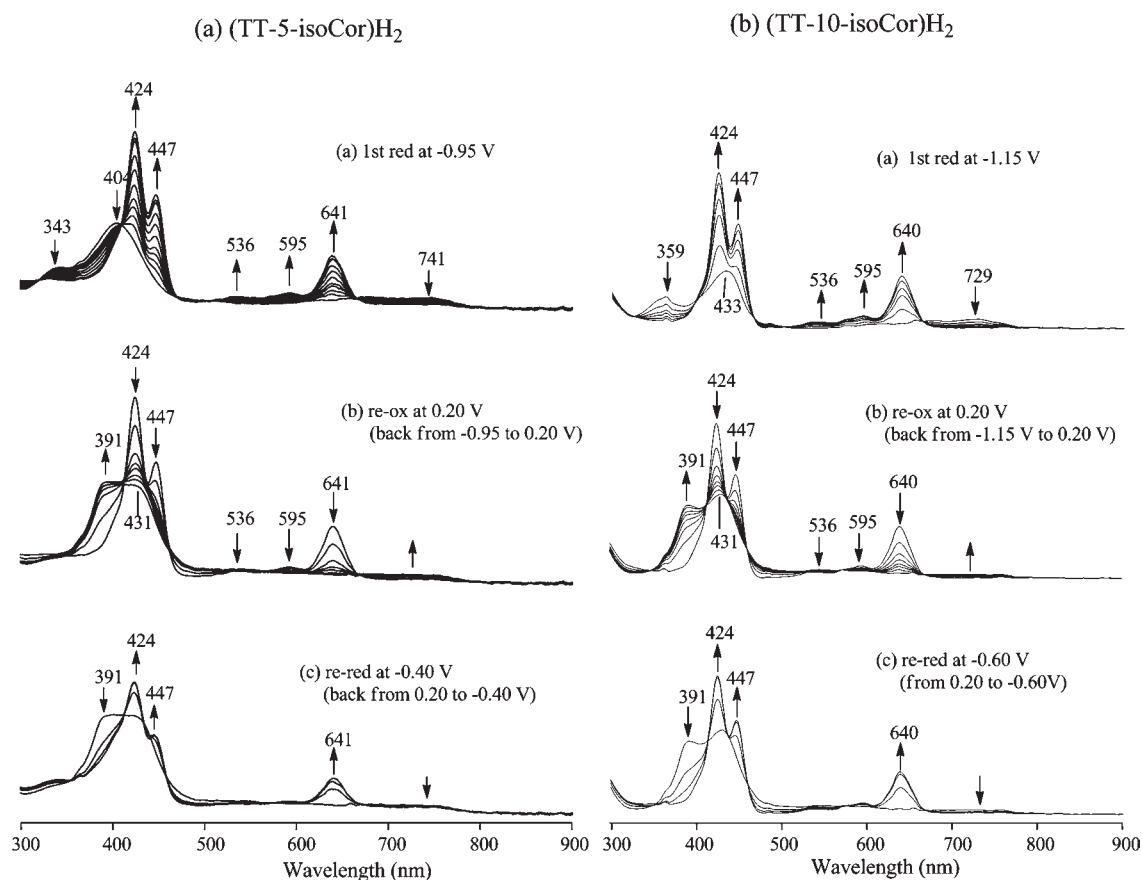 (a) (TT-5-isoCor)H₂
424
(a) 1st red at -0.95 V
447
404
343
641
536
595
741
424
(b) re-ox at 0.20 V
(back from -0.95 to 0.20 V)
447
391
641
431
536
595
424
(c) re-red at -0.40 V
(back from 0.20 to -0.40 V)
391
447
641
300 400 500 600 700 800 900
Wavelength (nm)
(b) (TT-10-isoCor)H₂
424
(a) 1st red at -1.15 V
447
359
640
433
536
595
729
424
(b) re-ox at 0.20 V
(back from -1.15 V to 0.20 V)
447
391
640
431
536
595
424
(c) re-red at -0.60 V
(from 0.20 to -0.60V)
391
447
640
300 400 500 600 700 800 900
Wavelength (nm)